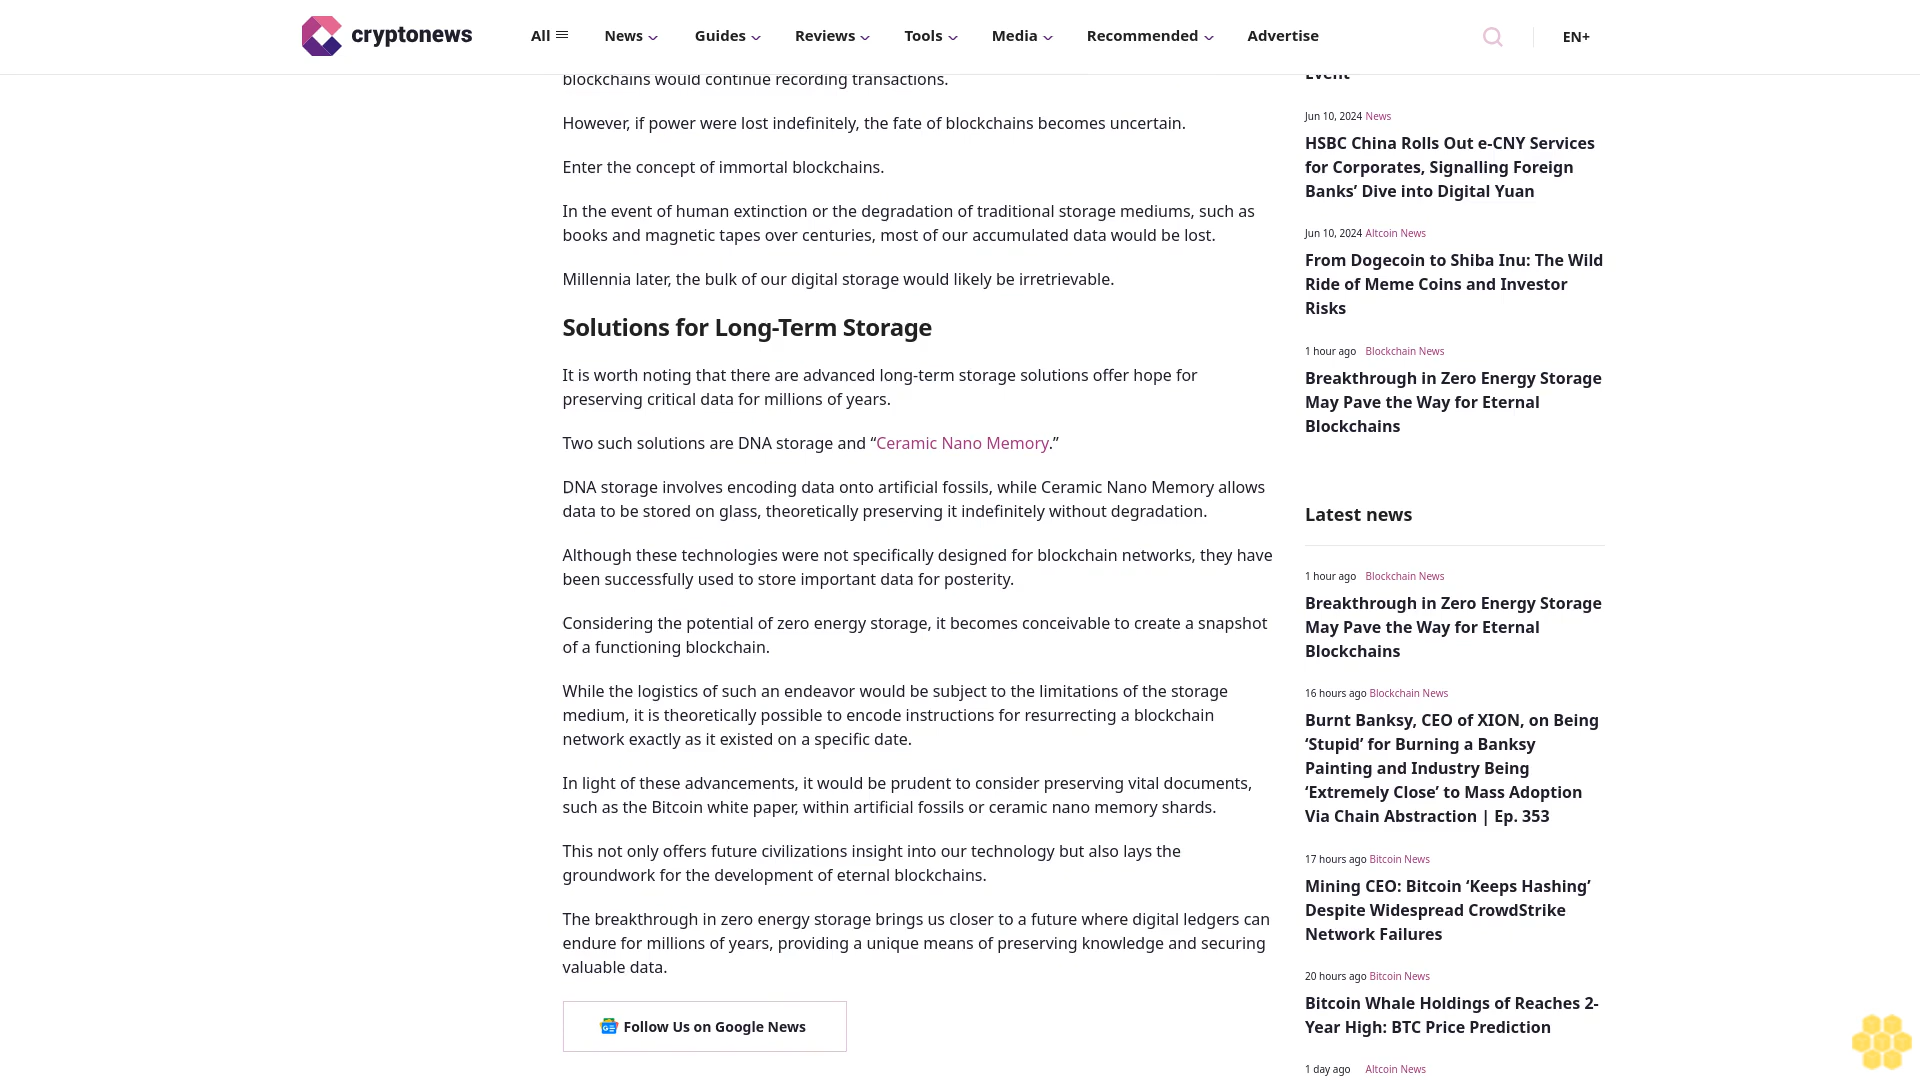 cryptonews
All
News
Guides
Reviews
Tools
Media
Recommended
Advertise
EN+
blockchains would continue recording transactions.
However, if power were lost indefinitely, the fate of blockchains becomes uncertain.
Enter the concept of immortal blockchains.
In the event of human extinction or the degradation of traditional storage mediums, such as
books and magnetic tapes over centuries, most of our accumulated data would be lost.
Millennia later, the bulk of our digital storage would likely be irretrievable.
Solutions for Long-Term Storage
It is worth noting that there are advanced long-term storage solutions offer hope for
preserving critical data for millions of years.
Two such solutions are DNA storage and “Ceramic Nano Memory.”
DNA storage involves encoding data onto artificial fossils, while Ceramic Nano Memory allows
data to be stored on glass, theoretically preserving it indefinitely without degradation.
Although these technologies were not specifically designed for blockchain networks, they have
been successfully used to store important data for posterity.
Considering the potential of zero energy storage, it becomes conceivable to create a snapshot
of a functioning blockchain.
While the logistics of such an endeavor would be subject to the limitations of the storage
medium, it is theoretically possible to encode instructions for resurrecting a blockchain
network exactly as it existed on a specific date.
In light of these advancements, it would be prudent to consider preserving vital documents,
such as the Bitcoin white paper, within artificial fossils or ceramic nano memory shards.
This not only offers future civilizations insight into our technology but also lays the
groundwork for the development of eternal blockchains.
The breakthrough in zero energy storage brings us closer to a future where digital ledgers can
endure for millions of years, providing a unique means of preserving knowledge and securing
valuable data.
Follow Us on Google News
Event
Jun 10, 2024 News
HSBC China Rolls Out e-CNY Services
for Corporates, Signalling Foreign
Banks’ Dive into Digital Yuan
Jun 10, 2024 Altcoin News
From Dogecoin to Shiba Inu: The Wild
Ride of Meme Coins and Investor
Risks
1 hour ago Blockchain News
Breakthrough in Zero Energy Storage
May Pave the Way for Eternal
Blockchains
Latest news
1 hour ago Blockchain News
Breakthrough in Zero Energy Storage
May Pave the Way for Eternal
Blockchains
16 hours ago Blockchain News
Burnt Banksy, CEO of XION, on Being
‘Stupid’ for Burning a Banksy
Painting and Industry Being
‘Extremely Close’ to Mass Adoption
Via Chain Abstraction | Ep. 353
17 hours ago Bitcoin News
Mining CEO: Bitcoin ‘Keeps Hashing’
Despite Widespread CrowdStrike
Network Failures
20 hours ago Bitcoin News
Bitcoin Whale Holdings of Reaches 2-
Year High: BTC Price Prediction
1 day ago Altcoin News